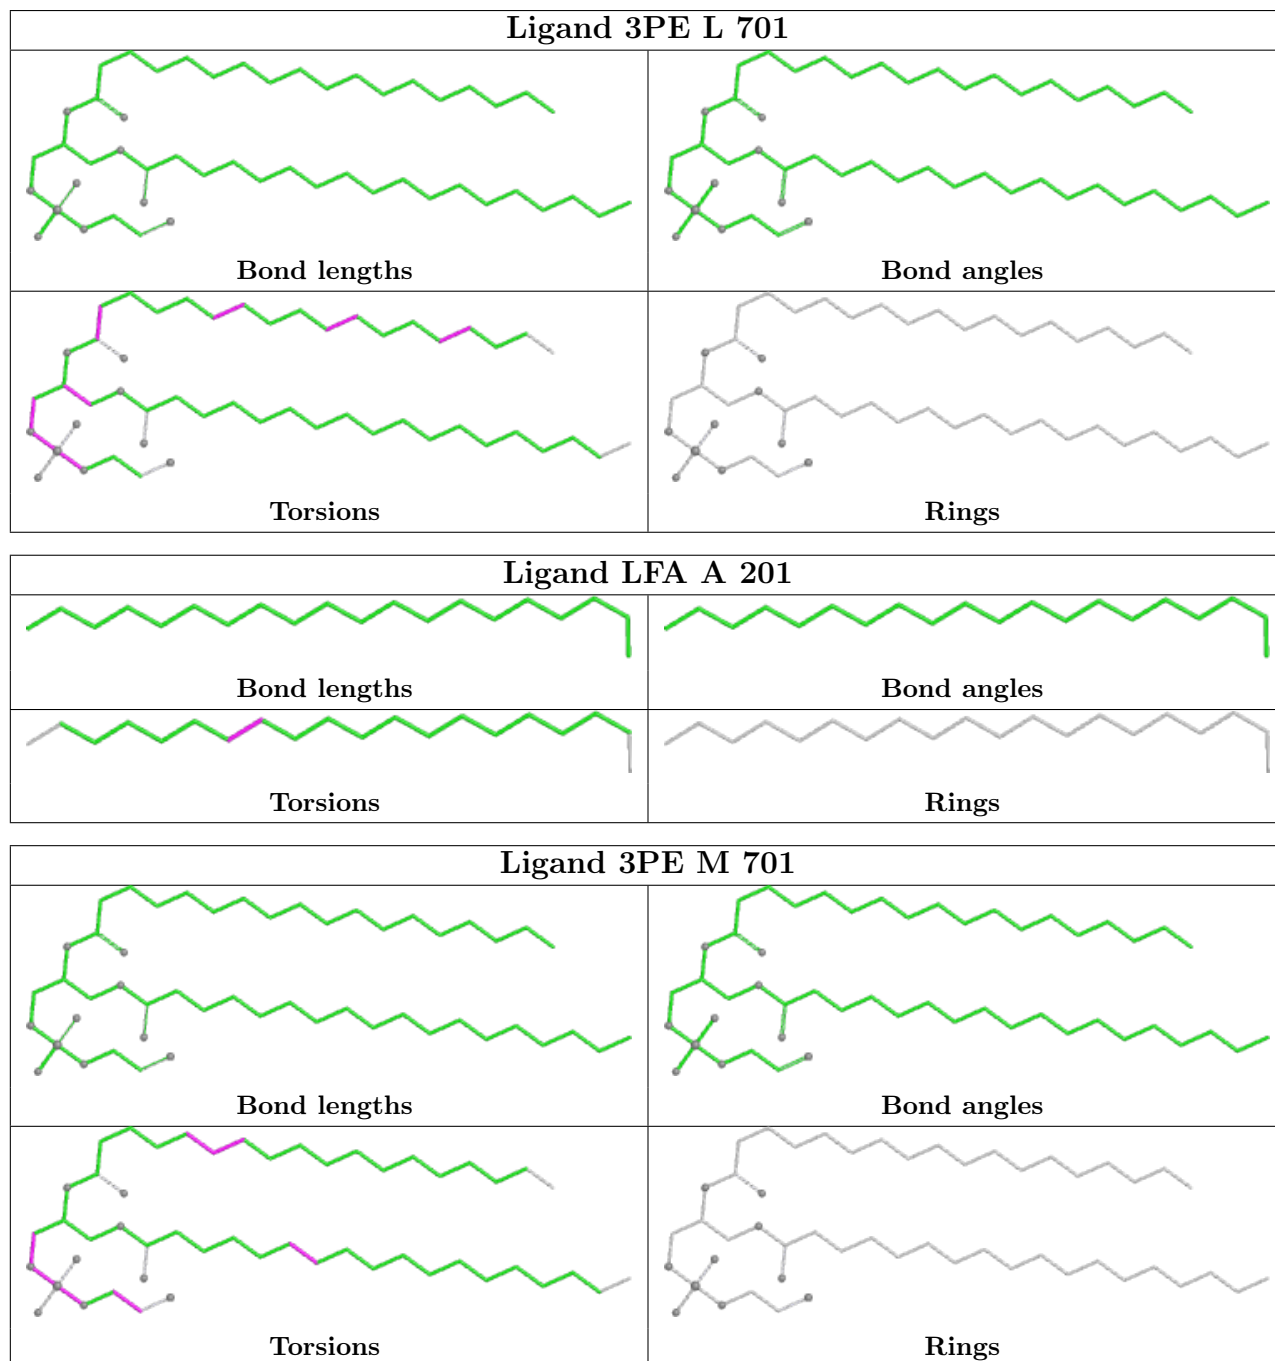 Ligand 3PE L 701
Bond lengths
Bond angles
Torsions
Rings
Ligand LFA A 201
Bond lengths
Bond angles
Torsions
Rings
Ligand 3PE M 701
Bond lengths
Bond angles
Torsions
Rings